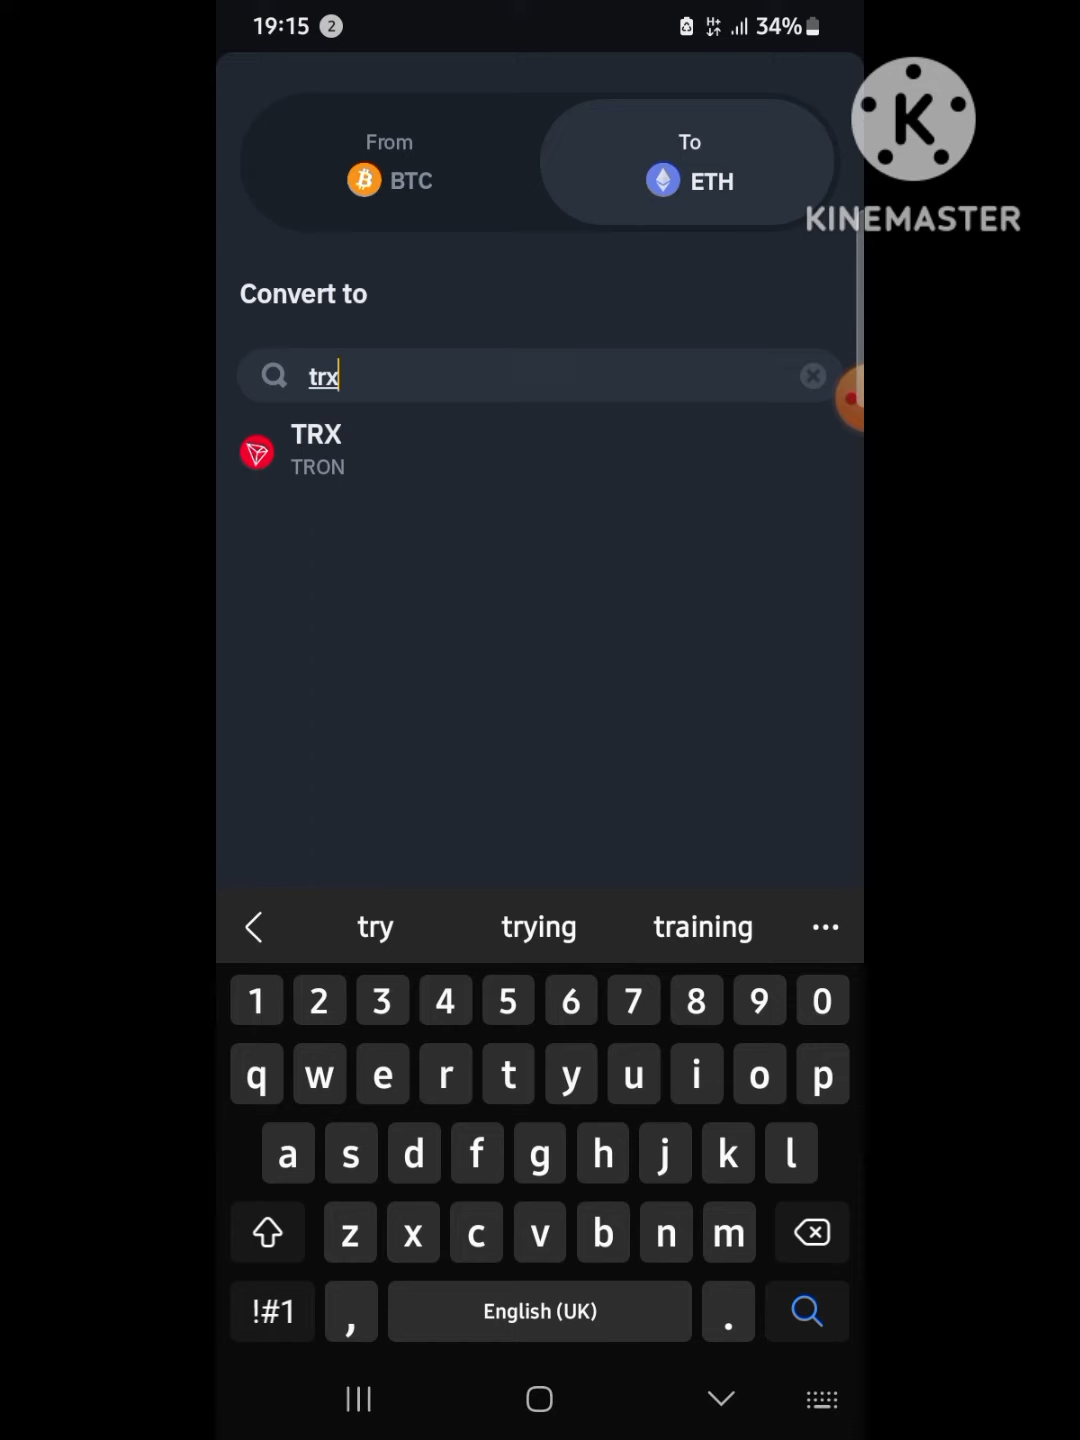 19:15 2 H+ 34%
K
KINEMASTER
From To
BTC ETH
Convert to
trx
TRX
TRON
try trying training
1 2 3 4 5 6 7 8 9 0
q w e r t y u i o p
a s d f g h j k l
z x c v b n m
!#1 , English (UK) .